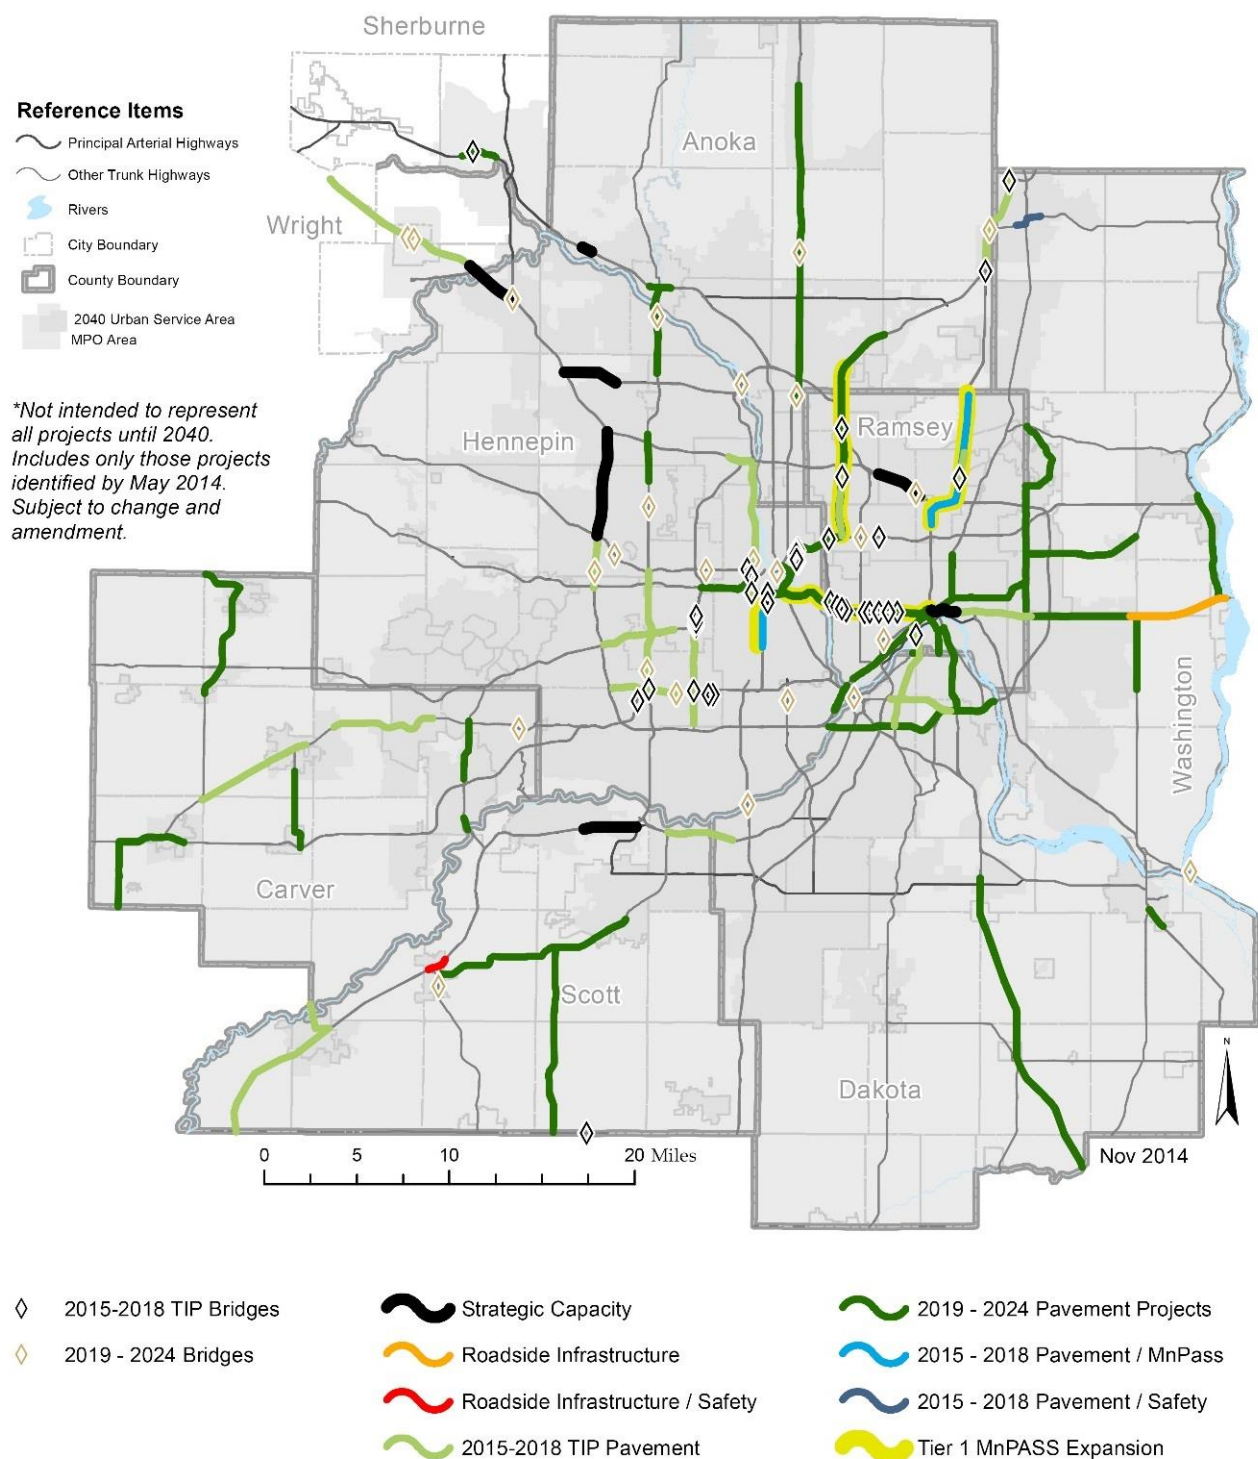 Sherburne
Reference Items
Principal Arterial Highways
Anoka
Other Trunk Highways
Rivers
Wright
City Boundary
County Boundary
2040 Urban Service Area
MPO Area
*Not intended to represent
all projects until 2040.
Includes only those projects
identified by May 2014.
Subject to change and
amendment.
Hennepin
Ramsey
Washington
Carver
Scott
N
Dakota
Nov 2014
0 5 10 20 Miles
2015-2018 TIP Bridges
Strategic Capacity
2019 - 2024 Pavement Projects
2019 - 2024 Bridges
Roadside Infrastructure
2015 - 2018 Pavement / MnPass
Roadside Infrastructure / Safety
2015 - 2018 Pavement / Safety
2015-2018 TIP Pavement
Tier 1 MnPASS Expansion